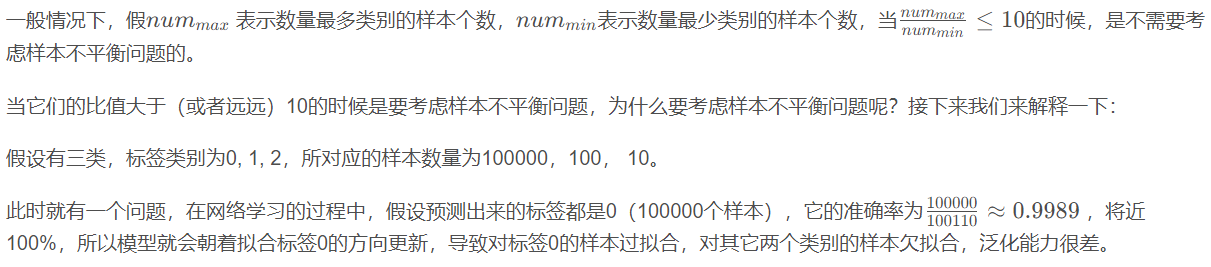 一般情况下，假$num_{max}$ 表示数量最多类别的样本个数，$num_{min}$表示数量最少类别的样本个数，当$\frac{num_{max}}{num_{min}} \leq 10$的时候，是不需要考
虑样本不平衡问题的。
当它们的比值大于（或者远远）10的时候是要考虑样本不平衡问题，为什么要考虑样本不平衡问题呢？接下来我们来解释一下：
假设有三类，标签类别为0, 1, 2，所对应的样本数量为100000，100， 10。
此时就有一个问题，在网络学习的过程中，假设预测出来的标签都是0（100000个样本），它的准确率为$\frac{100000}{100110} \approx 0.9989$ ，将近
100%，所以模型就会朝着拟合标签0的方向更新，导致对标签0的样本过拟合，对其它两个类别的样本欠拟合，泛化能力很差。